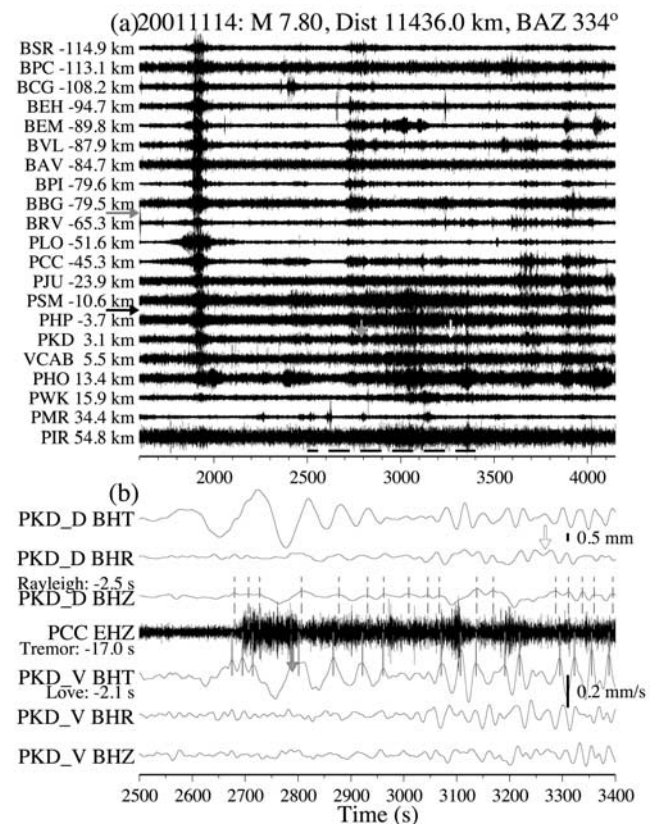 (a)20011114: M 7.80, Dist 11436.0 km, BAZ 334°
BSR -114.9 km
BPC -113.1 km
BCG -108.2 km
BEH -94.7 km
BEM -89.8 km
BVL -87.9 km
BAV -84.7 km
BPI -79.6 km
BBG -79.5 km
BRV -65.3 km
PLO -51.6 km
PCC -45.3 km
PJU -23.9 km
PSM -10.6 km
PHP -3.7 km
PKD 3.1 km
VCAB 5.5 km
PHO 13.4 km
PWK 15.9 km
PMR 34.4 km
PIR 54.8 km
2000 2500 3000 3500 4000
(b)
PKD_D BHT
0.5 mm
PKD_D BHR
Rayleigh: -2.5 s
PKD_D BHZ
PCC EHZ
Tremor: -17.0 s
PKD_V BHT
Love: -2.1 s
0.2 mm/s
PKD_V BHR
PKD_V BHZ
2500 2600 2700 2800 2900 3000 3100 3200 3300 3400
Time (s)